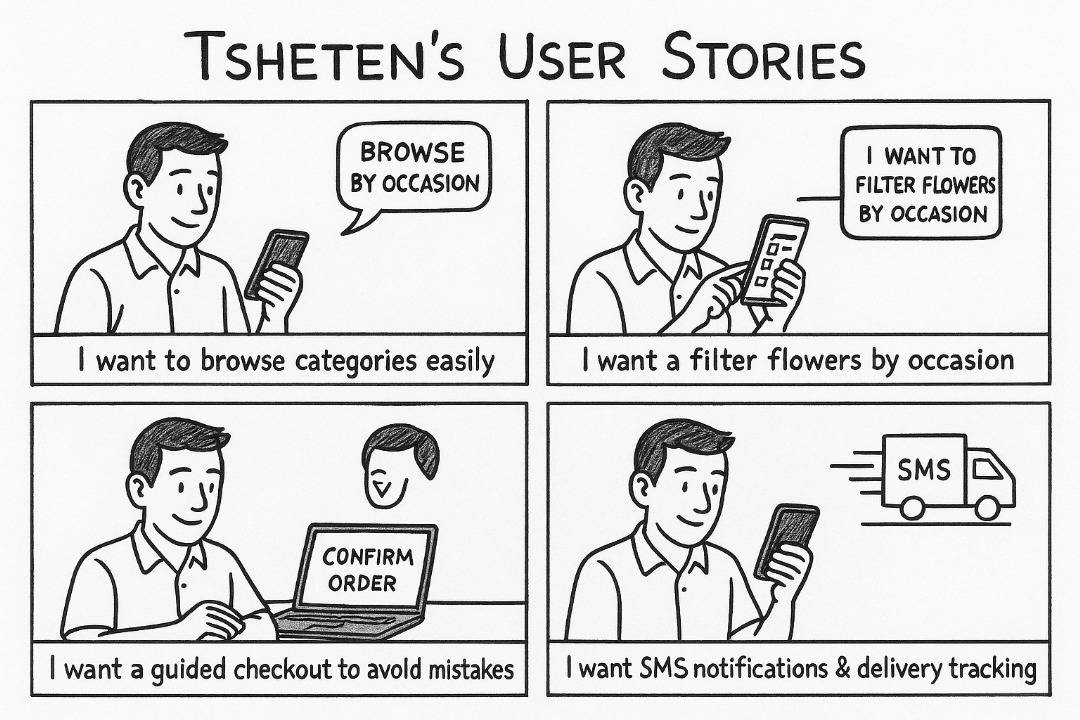 TSHETEN'S USER STORIES
BROWSE
BY OCCASION
I want to browse categories easily
I WANT TO
FILTER FLOWERS
BY OCCASION
I want a filter flowers by occasion
CONFIRM
ORDER
I want a guided checkout to avoid mistakes
SMS
I want SMS notifications & delivery tracking